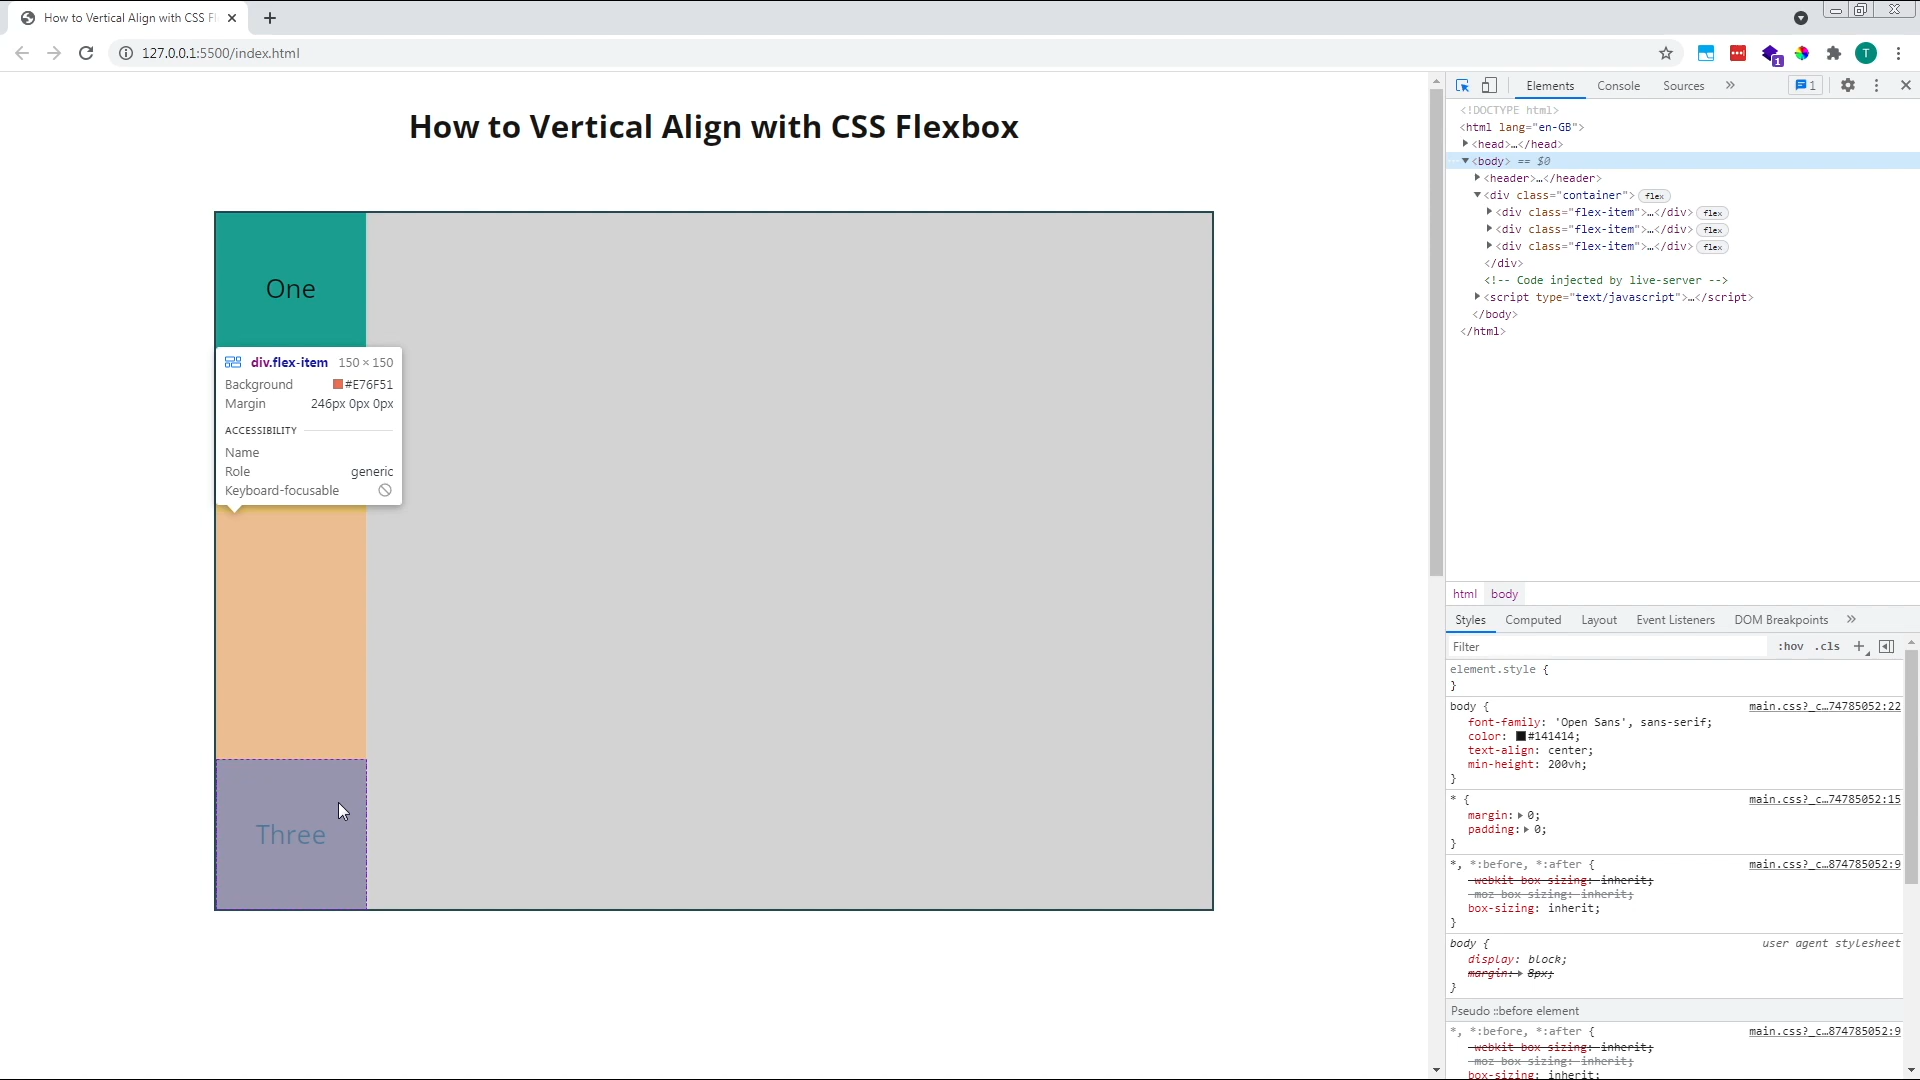 How to Vertical Align with CSS Fl
127.0.0.1:5500/index.html
1
T
How to Vertical Align with CSS Flexbox
One
div.flex-item 150 × 150
Background #E76F51
Margin 246px 0px 0px
ACCESSIBILITY
Name
Role generic
Keyboard-focusable
Three
Elements Console Sources » 1
<!DOCTYPE html>
<html lang="en-GB">
<head>…</head>
<body> == $0
<header>…</header>
<div class="container"> flex
<div class="flex-item">…</div> flex
<div class="flex-item">…</div> flex
<div class="flex-item">…</div> flex
</div>
<!-- Code injected by live-server -->
<script type="text/javascript">…</script>
</body>
</html>
html body
Styles Computed Layout Event Listeners DOM Breakpoints »
Filter :hov .cls +
element.style {
}
body { main.css?_c…74785052:22
font-family: 'Open Sans', sans-serif;
color: #141414;
text-align: center;
min-height: 200vh;
}
* { main.css?_c…74785052:15
margin: 0;
padding: 0;
}
*, *:before, *:after { main.css?_c…874785052:9
-webkit-box-sizing: inherit;
-moz-box-sizing: inherit;
box-sizing: inherit;
}
body { user agent stylesheet
display: block;
margin: 8px;
}
Pseudo ::before element
*, *:before, *:after { main.css?_c…874785052:9
-webkit-box-sizing: inherit;
-moz-box-sizing: inherit;
box-sizing: inherit;